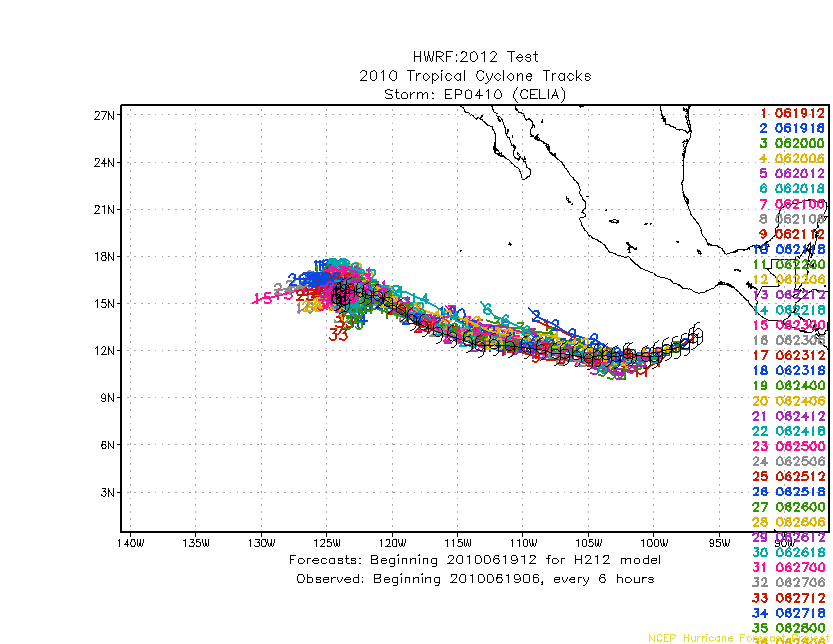 HWRF:2012 Test
2010 Tropical Cyclone Tracks
Storm: EP0410 (CELIA)
27N
24N
21N
18N
15N
12N
9N
6N
3N
140W
135W
130W
125W
120W
115W
110W
105W
100W
95W
90W
1 061912
2 061918
3 062000
4 062006
5 062012
6 062018
7 062100
8 062106
9 062112
10 062118
11 062200
12 062206
13 062212
14 062218
15 062300
16 062306
17 062312
18 062318
19 062400
20 062406
21 062412
22 062418
23 062500
24 062506
25 062512
26 062518
27 062600
28 062606
29 062612
30 062618
31 062700
32 062706
33 062712
34 062718
35 062800
Forecasts: Beginning 2010061912 for H212 model
Observed: Beginning 2010061906, every 6 hours
NCEP Hurricane Forecast Project